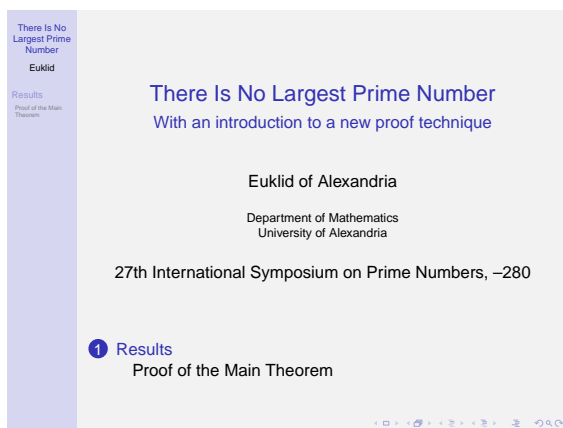 There Is No
Largest Prime
Number
Euklid
Results
Proof of the Main
Theorem
There Is No Largest Prime Number
With an introduction to a new proof technique
Euklid of Alexandria
Department of Mathematics
University of Alexandria
27th International Symposium on Prime Numbers, –280
1 Results
Proof of the Main Theorem